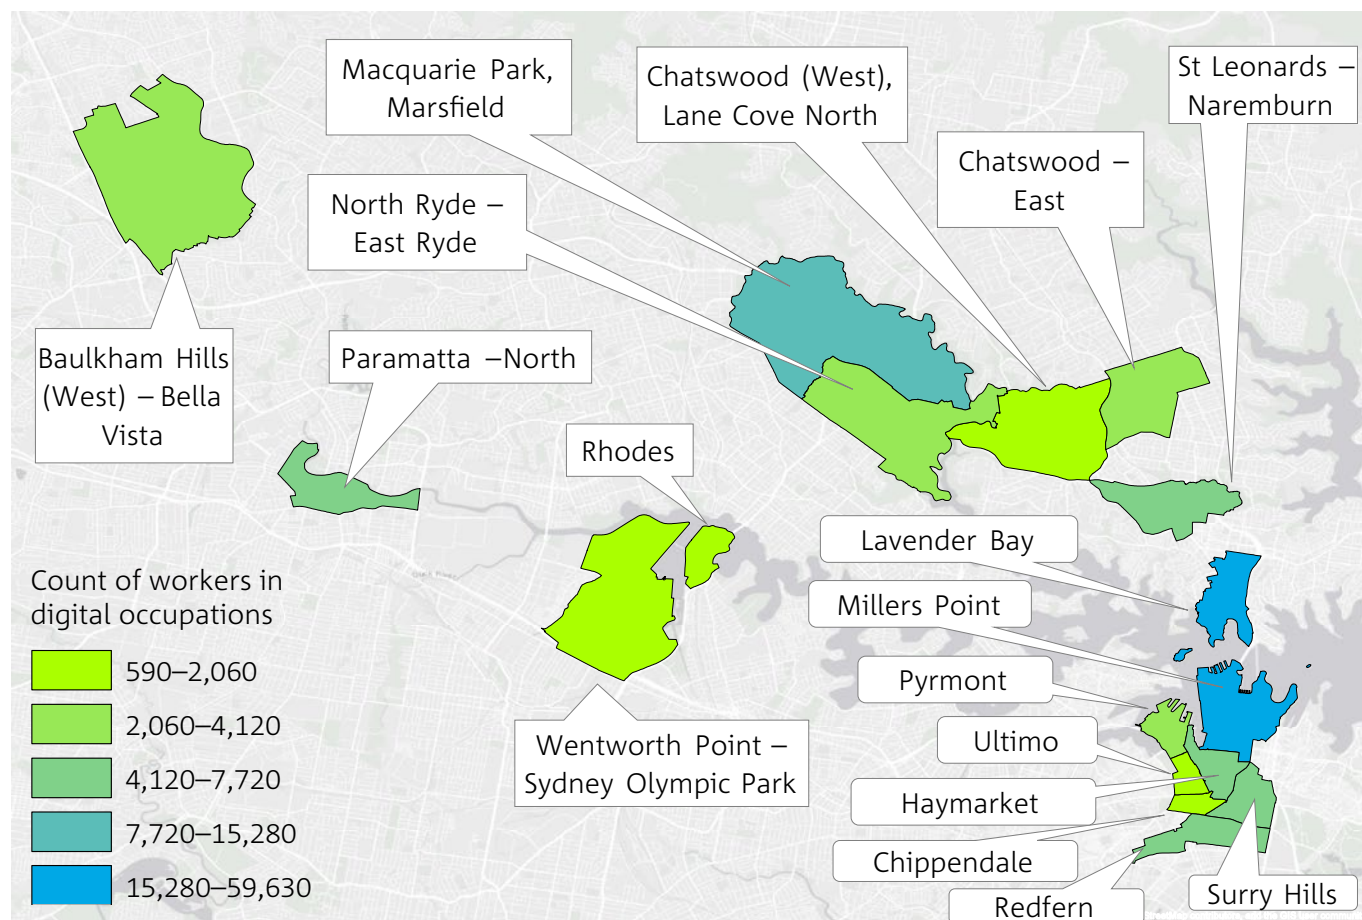 Macquarie Park,
Marsfield
Chatswood (West),
Lane Cove North
St Leonards –
Naremburn
Chatswood –
East
North Ryde –
East Ryde
Baulkham Hills
(West) – Bella
Vista
Paramatta –North
Rhodes
Lavender Bay
Millers Point
Pyrmont
Ultimo
Wentworth Point –
Sydney Olympic Park
Haymarket
Chippendale
Redfern
Surry Hills
Count of workers in
digital occupations
590–2,060
2,060–4,120
4,120–7,720
7,720–15,280
15,280–59,630